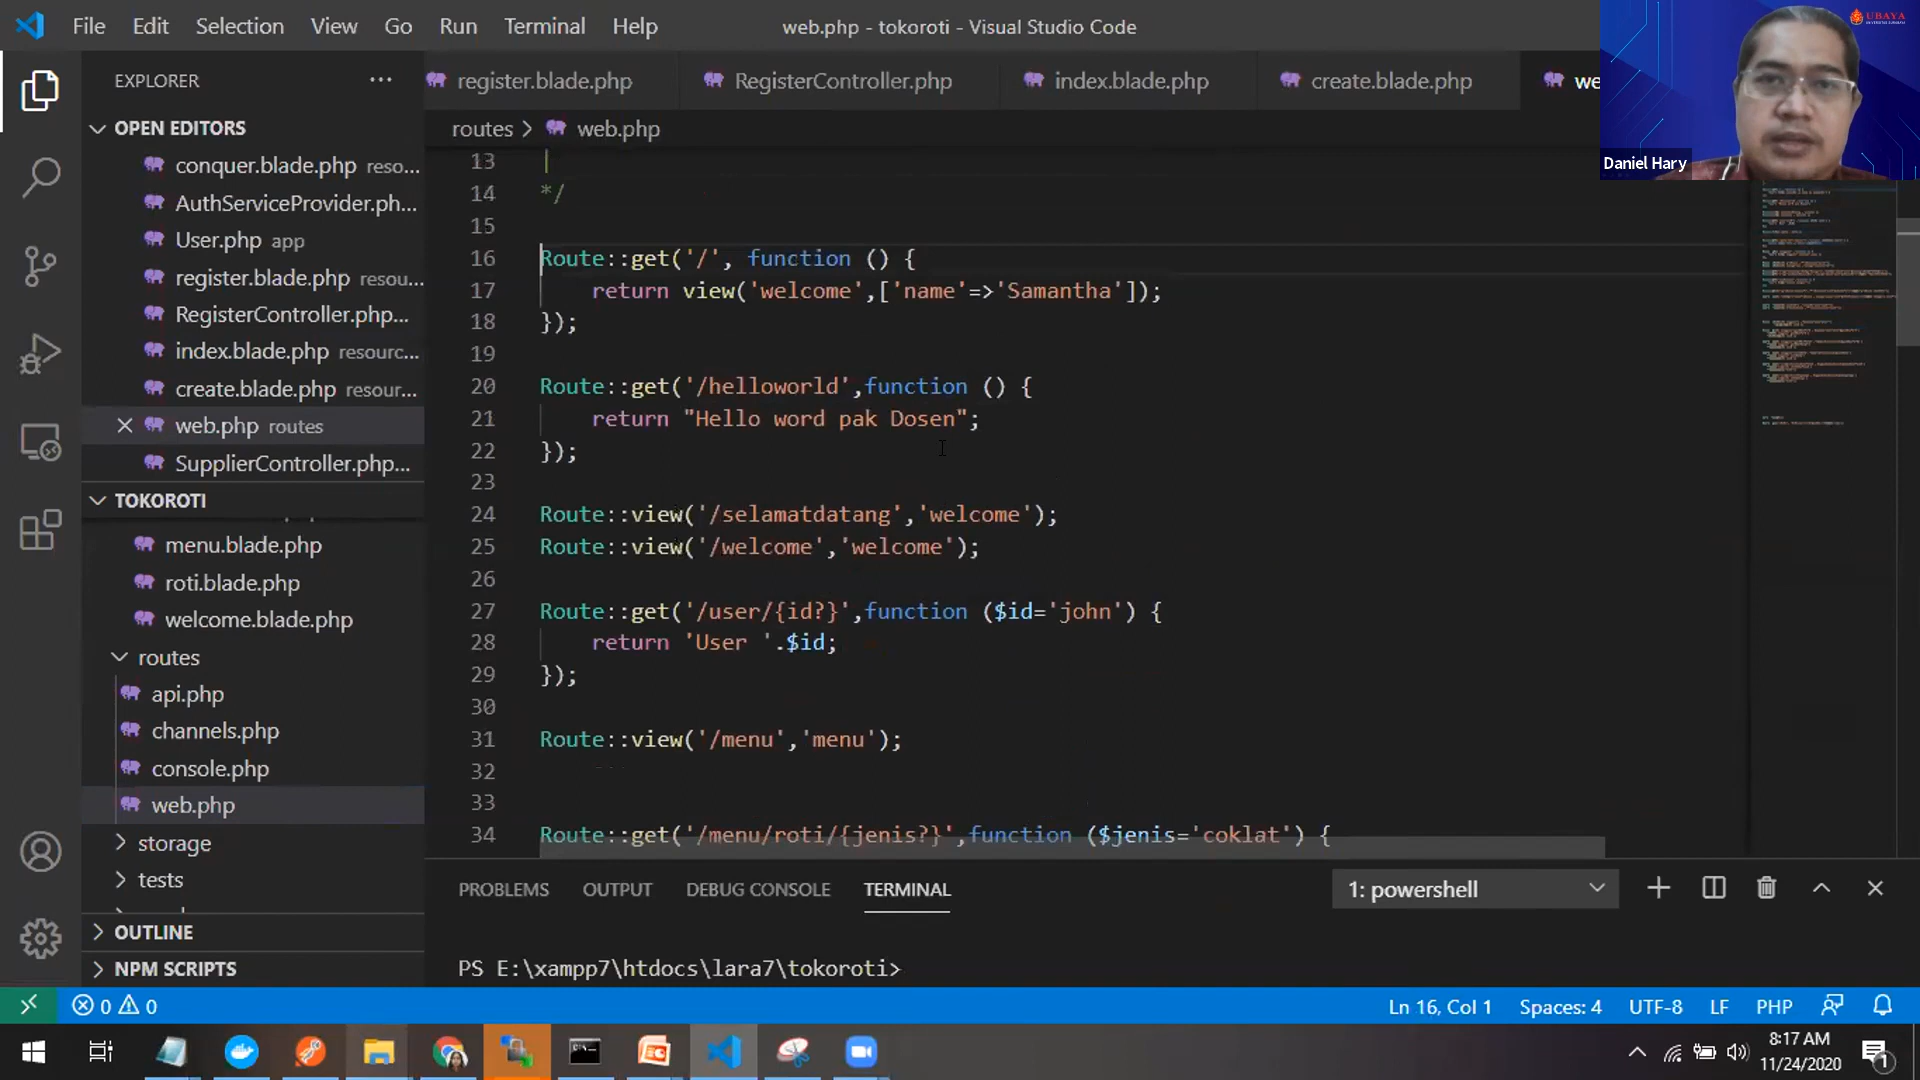 File Edit Selection View Go Run Terminal Help
web.php - tokoroti - Visual Studio Code
UBAYA
Daniel Hary
EXPLORER
OPEN EDITORS
conquer.blade.php reso...
AuthServiceProvider.ph...
User.php app
register.blade.php resou...
RegisterController.php...
index.blade.php resourc...
create.blade.php resour...
web.php routes
SupplierController.php...
TOKOROTI
menu.blade.php
roti.blade.php
welcome.blade.php
routes
api.php
channels.php
console.php
web.php
storage
tests
OUTLINE
NPM SCRIPTS
register.blade.php RegisterController.php index.blade.php create.blade.php we
routes > web.php
13 |
14 */
15
16 Route::get('/', function () {
17 return view('welcome',['name'=>'Samantha']);
18 });
19
20 Route::get('/helloworld',function () {
21 return "Hello word pak Dosen";
22 });
23
24 Route::view('/selamatdatang','welcome');
25 Route::view('/welcome','welcome');
26
27 Route::get('/user/{id?}',function ($id='john') {
28 return 'User '.$id;
29 });
30
31 Route::view('/menu','menu');
32
33
34 Route::get('/menu/roti/{jenis?}',function ($jenis='coklat') {
PROBLEMS OUTPUT DEBUG CONSOLE TERMINAL 1: powershell
PS E:\xampp7\htdocs\lara7\tokoroti>
0 0 Ln 16, Col 1 Spaces: 4 UTF-8 LF PHP
8:17 AM
11/24/2020
1